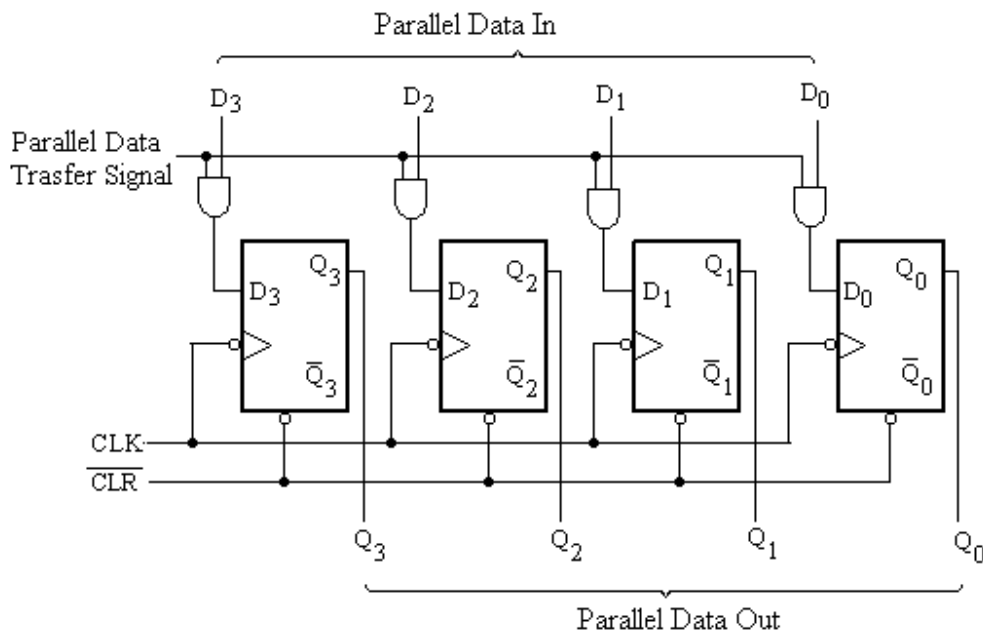 Parallel Data In
D3 D2 D1 D0
Parallel Data
Trasfer Signal
Q3 Q2 Q1 Q0
D3 D2 D1 D0
Q̅3 Q̅2 Q̅1 Q̅0
CLK
C̅L̅R̅
Q3 Q2 Q1 Q0
Parallel Data Out